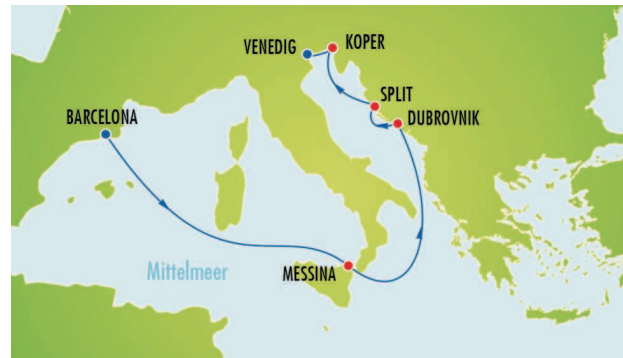 VENEDIG
KOPER
SPLIT
DUBROVNIK
BARCELONA
MESSINA
Mittelmeer